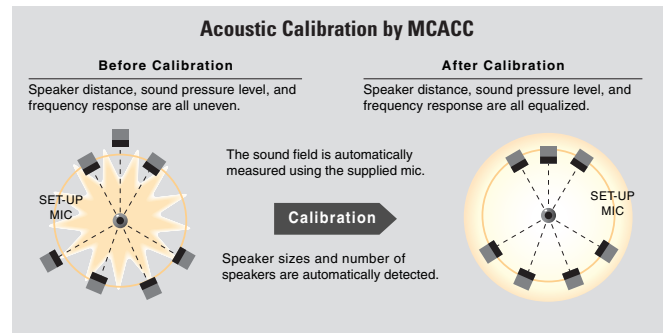 Acoustic Calibration by MCACC
Before Calibration
Speaker distance, sound pressure level, and
frequency response are all uneven.
SET-UP
MIC
The sound field is automatically
measured using the supplied mic.
Calibration
Speaker sizes and number of
speakers are automatically detected.
After Calibration
Speaker distance, sound pressure level, and
frequency response are all equalized.
SET-UP
MIC